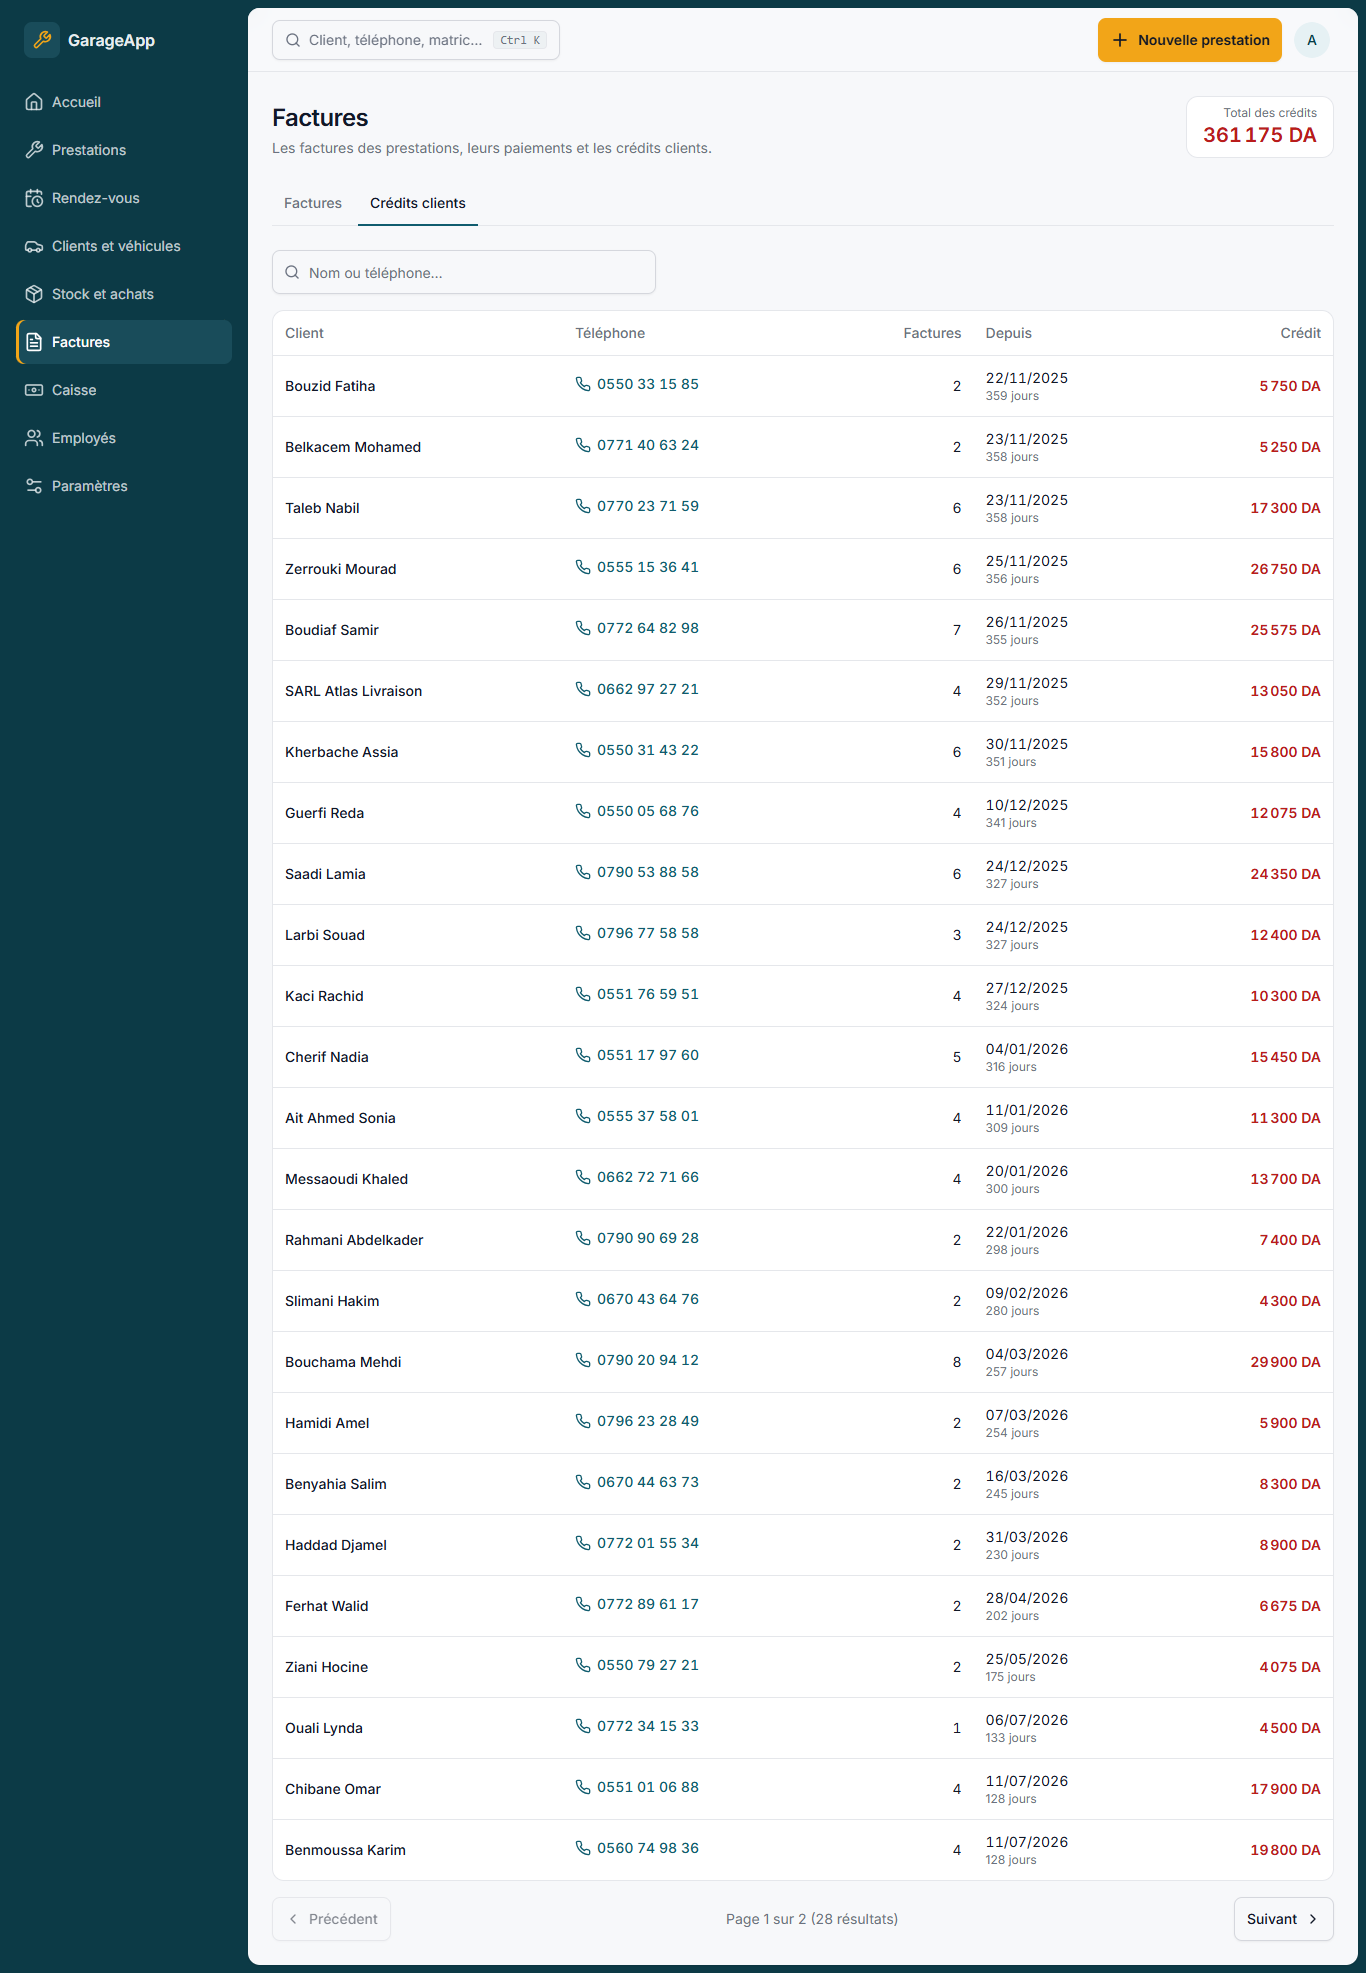 GarageApp
Accueil
Prestations
Rendez-vous
Clients et véhicules
Stock et achats
Factures
Caisse
Employés
Paramètres
Client, téléphone, matric... Ctrl K
Nouvelle prestation
A
Factures
Les factures des prestations, leurs paiements et les crédits clients.
Total des crédits
361 175 DA
Factures Crédits clients
Nom ou téléphone...
Client Téléphone Factures Depuis Crédit
Bouzid Fatiha 0550 33 15 85 2 22/11/2025 5 750 DA
359 jours
Belkacem Mohamed 0771 40 63 24 2 23/11/2025 5 250 DA
358 jours
Taleb Nabil 0770 23 71 59 6 23/11/2025 17 300 DA
358 jours
Zerrouki Mourad 0555 15 36 41 6 25/11/2025 26 750 DA
356 jours
Boudiaf Samir 0772 64 82 98 7 26/11/2025 25 575 DA
355 jours
SARL Atlas Livraison 0662 97 27 21 4 29/11/2025 13 050 DA
352 jours
Kherbache Assia 0550 31 43 22 6 30/11/2025 15 800 DA
351 jours
Guerfi Reda 0550 05 68 76 4 10/12/2025 12 075 DA
341 jours
Saadi Lamia 0790 53 88 58 6 24/12/2025 24 350 DA
327 jours
Larbi Souad 0796 77 58 58 3 24/12/2025 12 400 DA
327 jours
Kaci Rachid 0551 76 59 51 4 27/12/2025 10 300 DA
324 jours
Cherif Nadia 0551 17 97 60 5 04/01/2026 15 450 DA
316 jours
Ait Ahmed Sonia 0555 37 58 01 4 11/01/2026 11 300 DA
309 jours
Messaoudi Khaled 0662 72 71 66 4 20/01/2026 13 700 DA
300 jours
Rahmani Abdelkader 0790 90 69 28 2 22/01/2026 7 400 DA
298 jours
Slimani Hakim 0670 43 64 76 2 09/02/2026 4 300 DA
280 jours
Bouchama Mehdi 0790 20 94 12 8 04/03/2026 29 900 DA
257 jours
Hamidi Amel 0796 23 28 49 2 07/03/2026 5 900 DA
254 jours
Benyahia Salim 0670 44 63 73 2 16/03/2026 8 300 DA
245 jours
Haddad Djamel 0772 01 55 34 2 31/03/2026 8 900 DA
230 jours
Ferhat Walid 0772 89 61 17 2 28/04/2026 6 675 DA
202 jours
Ziani Hocine 0550 79 27 21 2 25/05/2026 4 075 DA
175 jours
Ouali Lynda 0772 34 15 33 1 06/07/2026 4 500 DA
133 jours
Chibane Omar 0551 01 06 88 4 11/07/2026 17 900 DA
128 jours
Benmoussa Karim 0560 74 98 36 4 11/07/2026 19 800 DA
128 jours
Précédent Page 1 sur 2 (28 résultats) Suivant